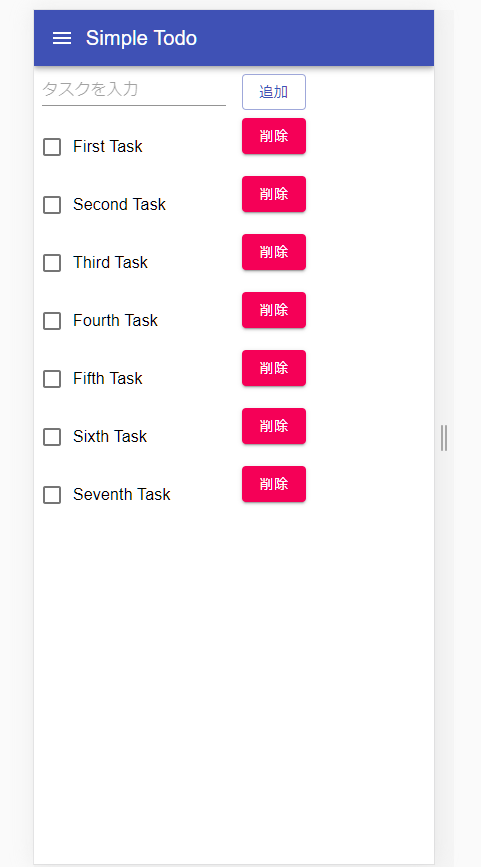 Simple Todo
タスクを入力 追加
First Task 削除
Second Task 削除
Third Task 削除
Fourth Task 削除
Fifth Task 削除
Sixth Task 削除
Seventh Task 削除